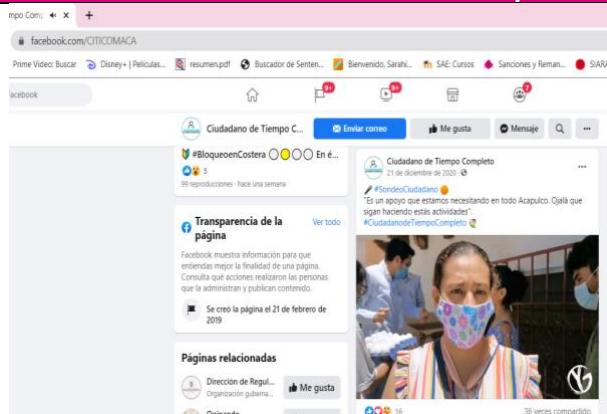 mpo Comp
facebook.com/CITICOMACA
Prime Video: Buscar Disney+ | Películas... resumen.pdf Buscador de Senten... Bienvenido, Sarahí... SAE: Cursos Sanciones y Reman... SIARA
acebook 9+ 9+ 7
Ciudadano de Tiempo C... Enviar correo Me gusta Mensaje
#BloqueoenCostera En é...
3
99 reproducciones · hace una semana
Transparencia de la página Ver todo
Facebook muestra información para que
entiendas mejor la finalidad de una página.
Consulta qué acciones realizaron las personas
que la administran y publican contenido.
Se creó la página el 21 de febrero de
2019
Páginas relacionadas
Dirección de Regul... Me gusta
Organización guberna...
Ciudadano de Tiempo Completo
21 de diciembre de 2020
#SondeoCiudadano
"Es un apoyo que estamos necesitando en todo Acapulco. Ojalá que
sigan haciendo estás actividades".
#CiudadanodeTiempoCompleto
16 36 veces compartido